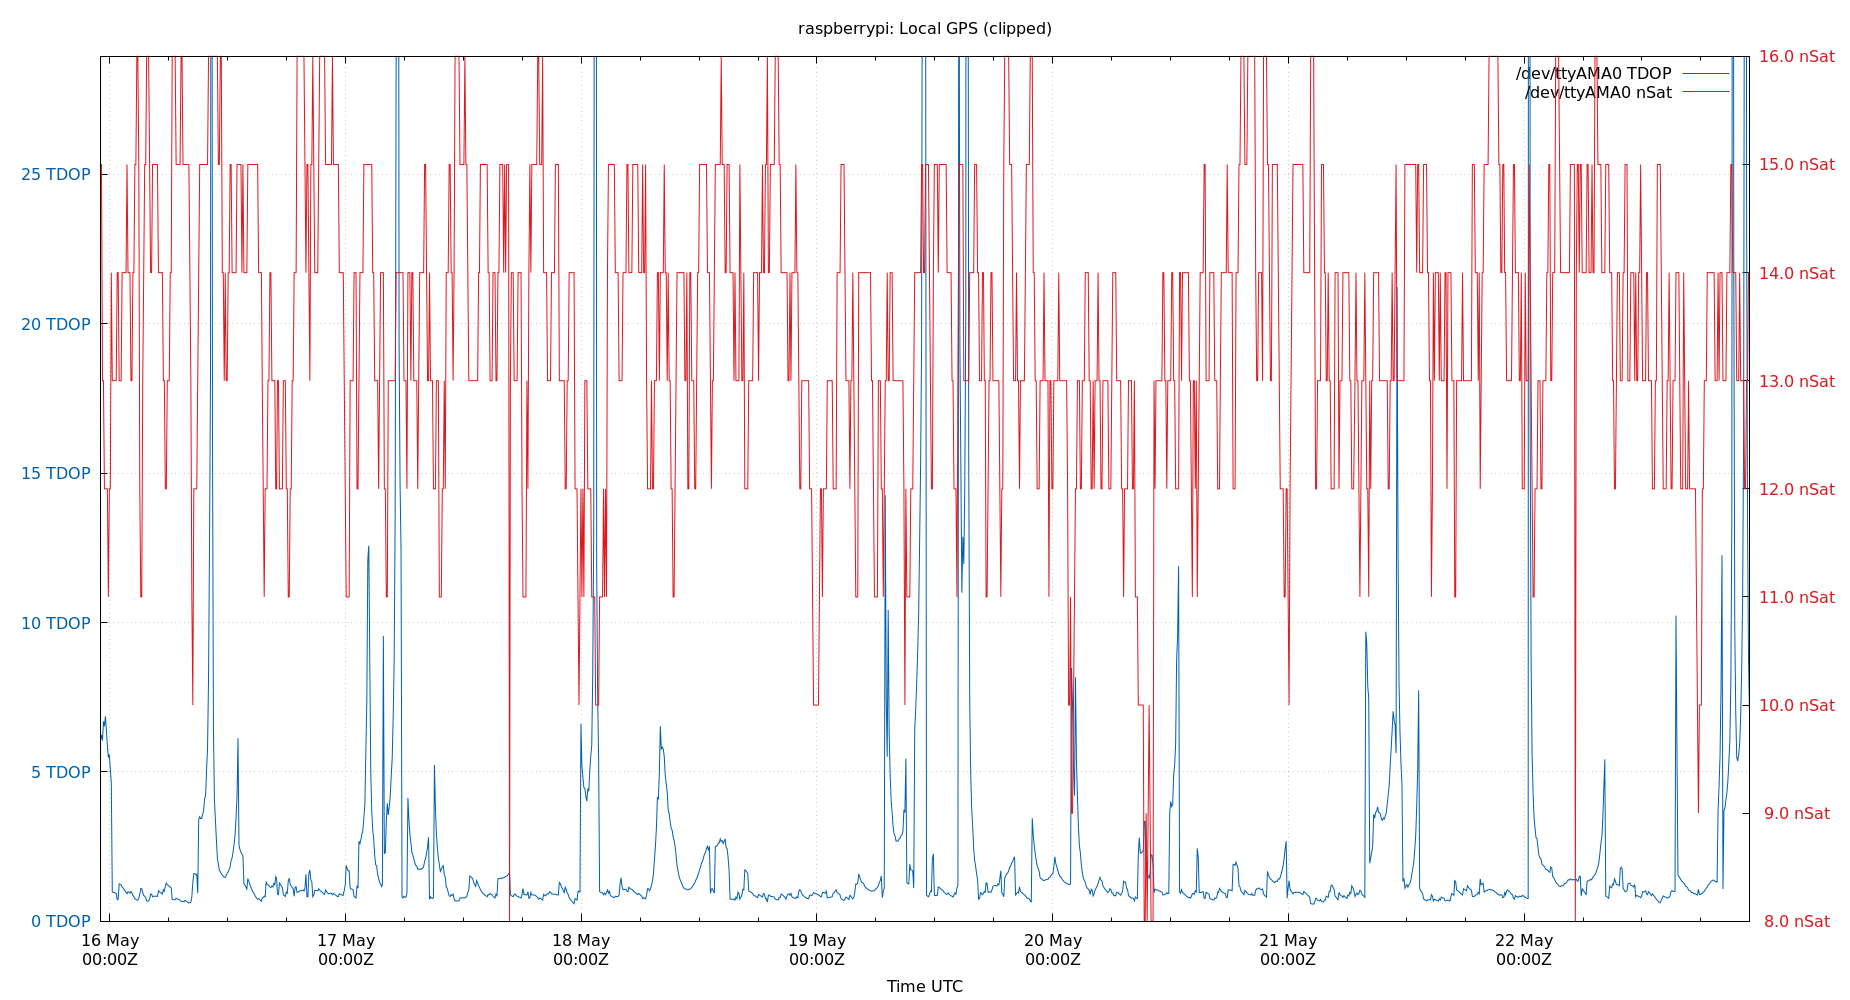 raspberrypi: Local GPS (clipped)
16.0 nSat
/dev/ttyAMA0 TDOP
/dev/ttyAMA0 nSat
15.0 nSat
25 TDOP
14.0 nSat
20 TDOP
13.0 nSat
15 TDOP
12.0 nSat
11.0 nSat
10 TDOP
10.0 nSat
5 TDOP
9.0 nSat
0 TDOP
8.0 nSat
16 May 17 May 18 May 19 May 20 May 21 May 22 May
00:00Z 00:00Z 00:00Z 00:00Z 00:00Z 00:00Z 00:00Z
Time UTC